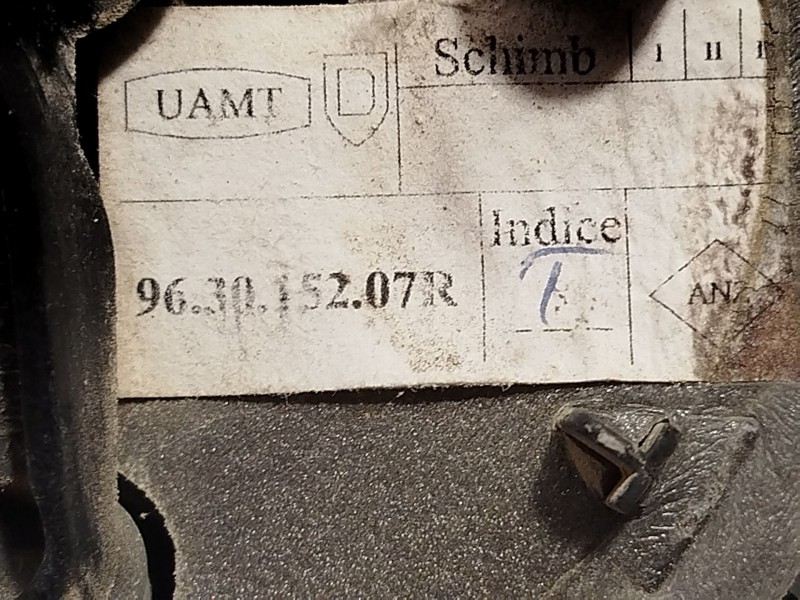 UAMT D Schimb I II
Indice
T
96.30.152.07R